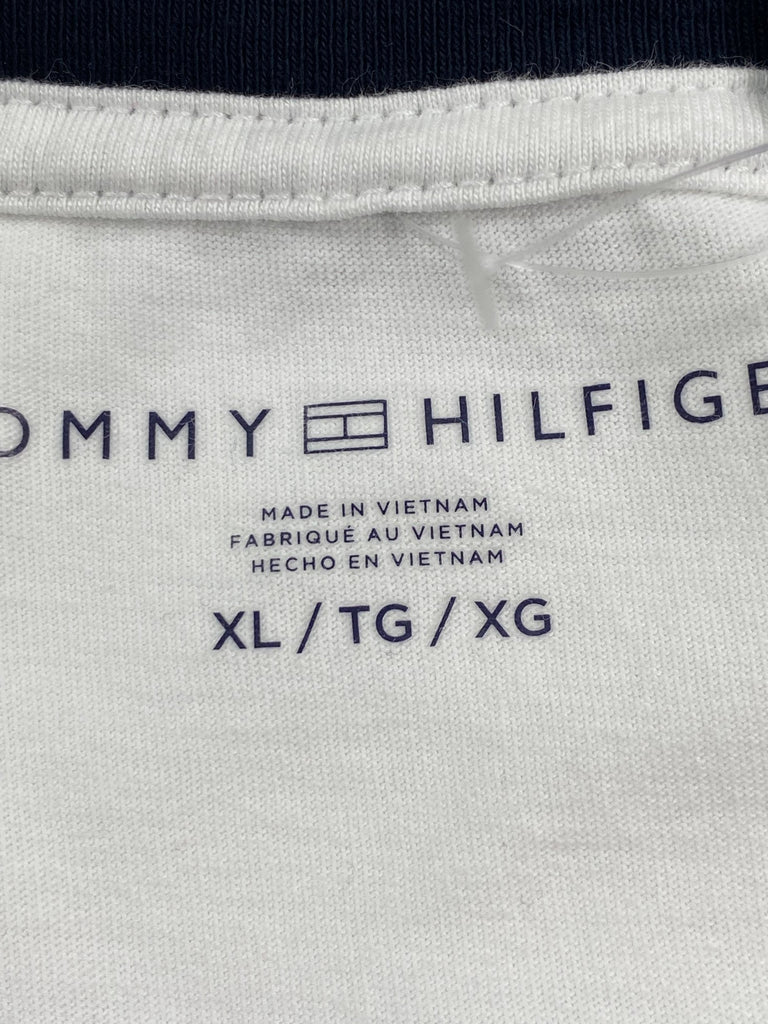 OMMY HILFIGE
MADE IN VIETNAM
FABRIQUÉ AU VIETNAM
HECHO EN VIETNAM
XL / TG / XG